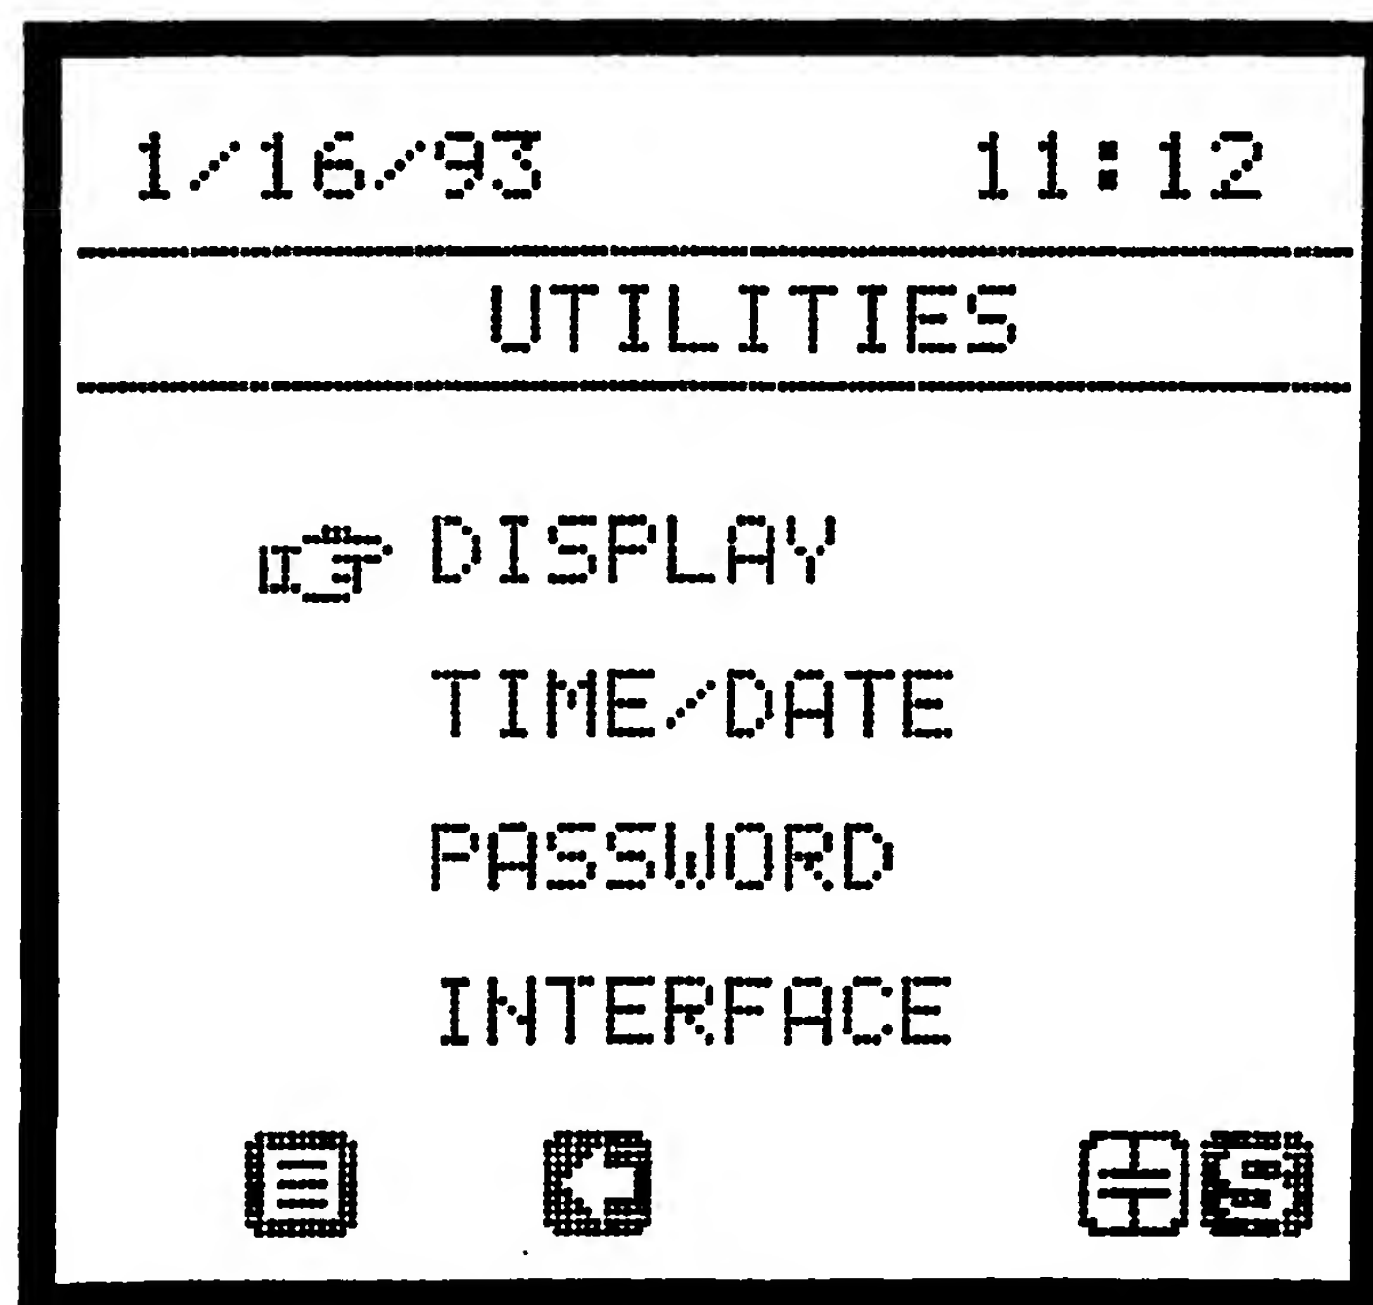 1/16/93 11:12
UTILITIES
DISPLAY
TIME/DATE
PASSWORD
INTERFACE
S